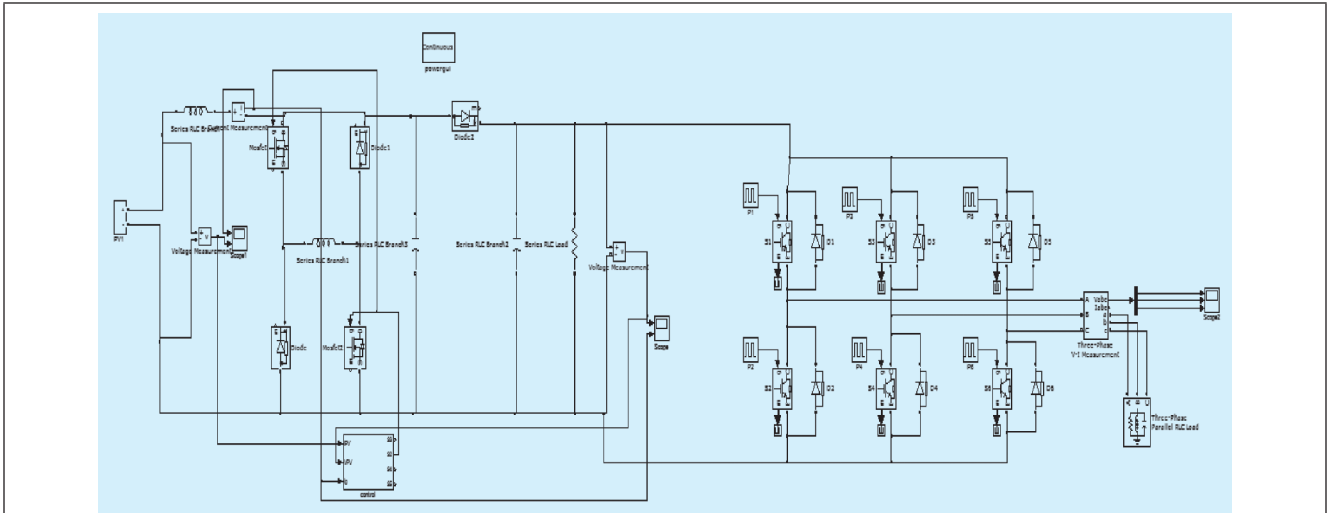 Continuous
powergui
Series RLC Branch
Current Measurement
Mosfet
Diode1
Diode2
PV1
Voltage Measurement
Scope1
Series RLC Branch1
Series RLC Branch3
Series RLC Branch2
Series RLC Load
Voltage Measurement
Scope
Diode
Mosfet2
control
P1
P3
P5
S1
D1
S3
D3
S5
D5
P2
P4
P6
S2
D2
S4
D4
S6
D6
A
B
C
Vabc
Iabc
a
b
c
Three-Phase
V-I Measurement
Scope2
Three-Phase
Parallel RLC Load